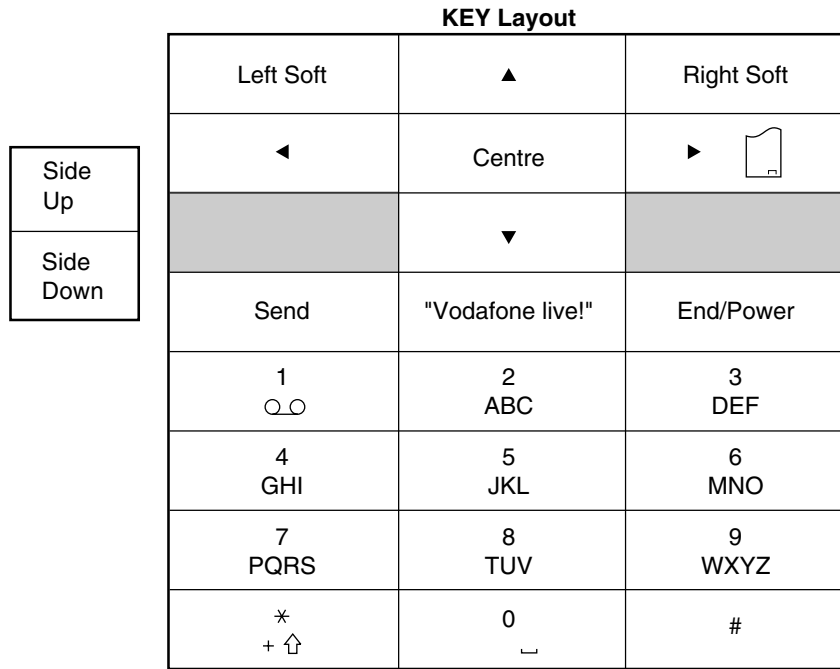 KEY Layout
Left Soft ▲ Right Soft
◀ Centre ▶
Side
Up
▼
Side
Down
Send "Vodafone live!" End/Power
1 2 3
ABC DEF
4 5 6
GHI JKL MNO
7 8 9
PQRS TUV WXYZ
* 0 #
+ ⇧ ⎵